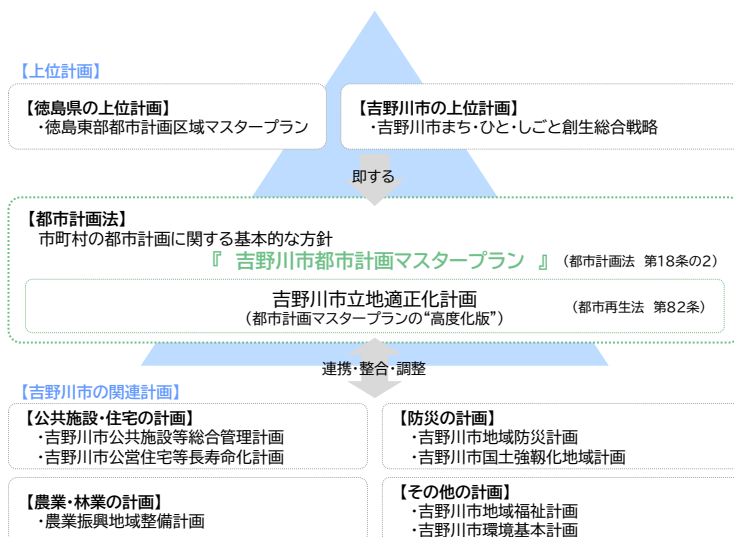 【上位計画】
【徳島県の上位計画】
・徳島東部都市計画区域マスタープラン
【吉野川市の上位計画】
・吉野川市まち・ひと・しごと創生総合戦略
即する
【都市計画法】
市町村の都市計画に関する基本的な方針
『 吉野川市都市計画マスタープラン 』 (都市計画法 第18条の2)
吉野川市立地適正化計画 (都市再生法 第82条)
(都市計画マスタープランの“高度化版”)
連携・整合・調整
【吉野川市の関連計画】
【公共施設・住宅の計画】
・吉野川市公共施設等総合管理計画
・吉野川市公営住宅等長寿命化計画
【防災の計画】
・吉野川市地域防災計画
・吉野川市国土強靱化地域計画
【農業・林業の計画】
・農業振興地域整備計画
【その他の計画】
・吉野川市地域福祉計画
・吉野川市環境基本計画